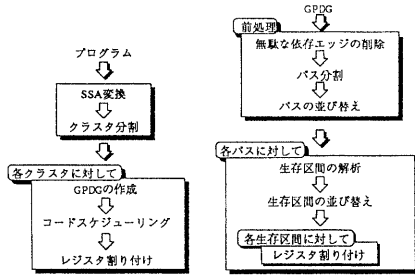 プログラム
SSA変換
クラスタ分割
各クラスタに対して
GPDGの作成
コードスケジューリング
レジスタ割り付け
GPDG
前処理
無駄な依存エッジの削除
パス分割
パスの並び替え
各パスに対して
生存区間の解析
生存区間の並び替え
各生存区間に対して
レジスタ割り付け